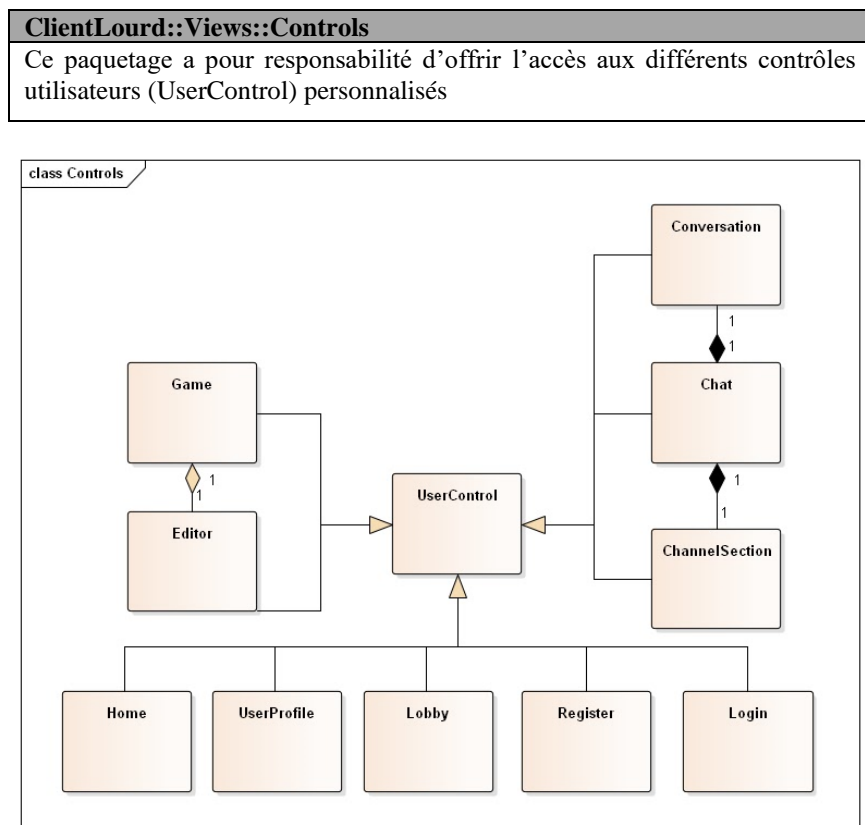 ClientLourd::Views::Controls
Ce paquetage a pour responsabilité d’offrir l’accès aux différents contrôles
utilisateurs (UserControl) personnalisés
class Controls
Conversation
1
1
Game
Chat
1
1
UserControl
1
1
Editor
ChannelSection
Home
UserProfile
Lobby
Register
Login